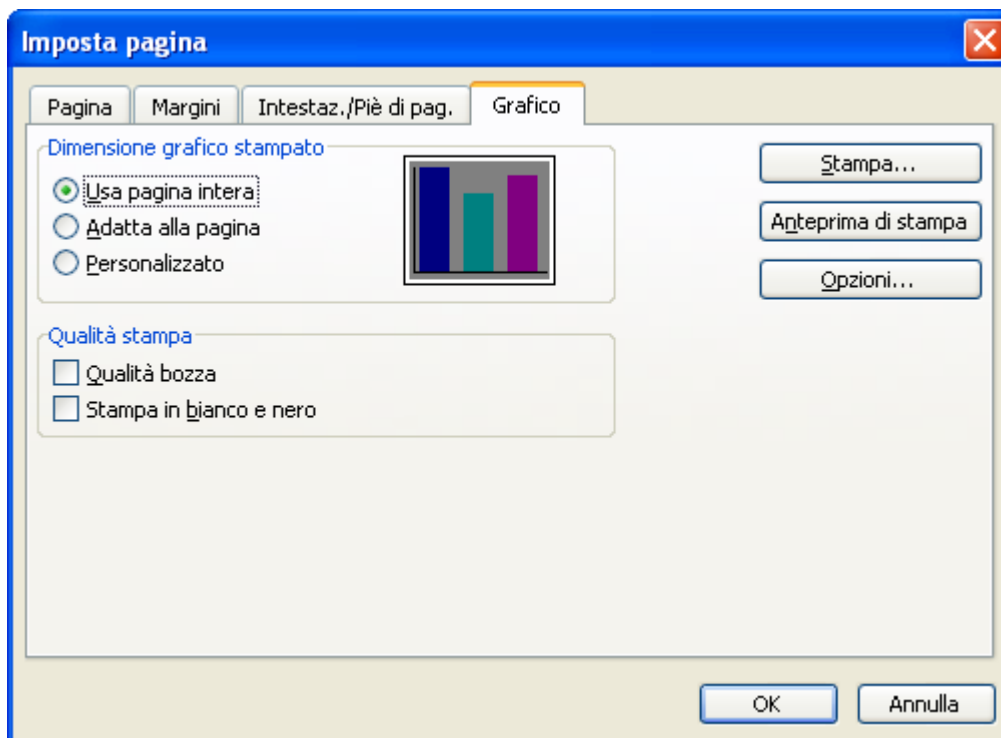 Imposta pagina
Pagina
Margini
Intestaz./Piè di pag.
Grafico
Dimensione grafico stampato
Usa pagina intera
Adatta alla pagina
Personalizzato
Stampa...
Anteprima di stampa
Opzioni...
Qualità stampa
Qualità bozza
Stampa in bianco e nero
OK
Annulla